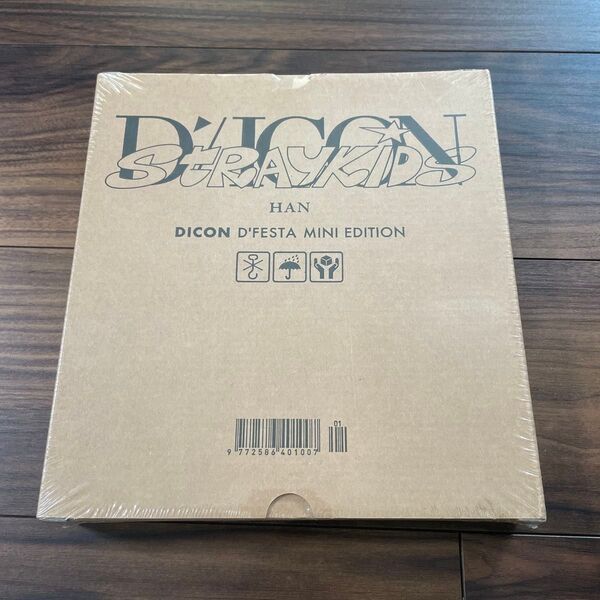 D'ICON
STRAYKIDS
HAN
DICON D'FESTA MINI EDITION
01
9 772586 401007